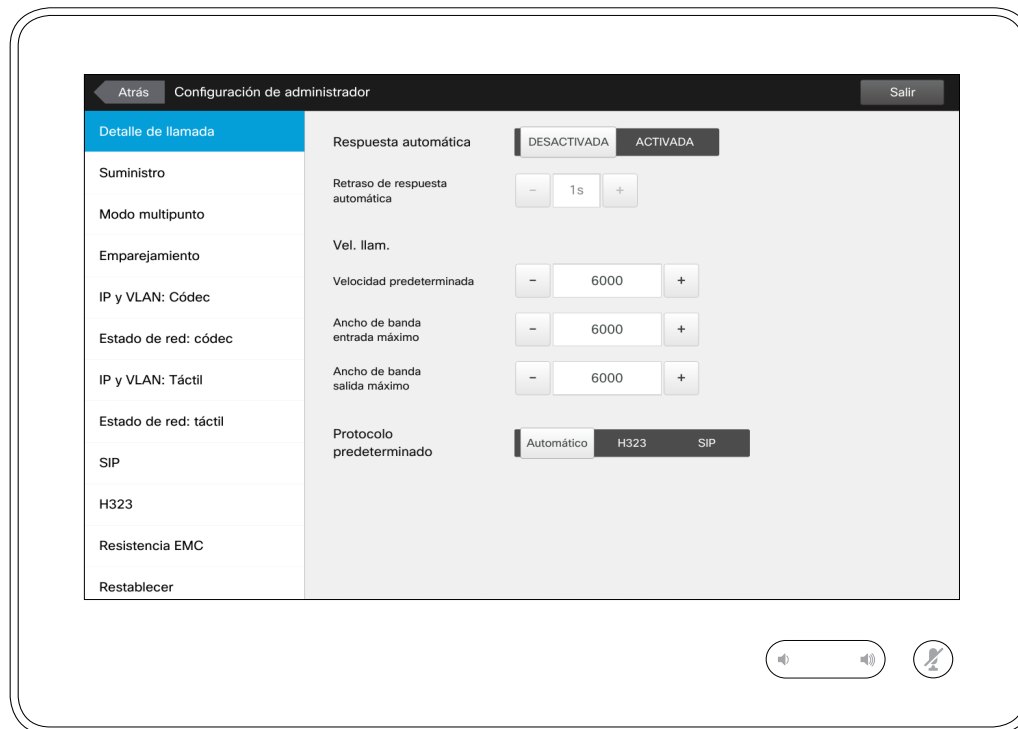 Atrás
Configuración de administrador
Salir
Detalle de llamada
Suministro
Modo multipunto
Emparejamiento
IP y VLAN: Códec
Estado de red: códec
IP y VLAN: Táctil
Estado de red: táctil
SIP
H323
Resistencia EMC
Restablecer
Respuesta automática
DESACTIVADA ACTIVADA
Retraso de respuesta
automática
- 1s +
Vel. llam.
Velocidad predeterminada
- 6000 +
Ancho de banda
entrada máximo
- 6000 +
Ancho de banda
salida máximo
- 6000 +
Protocolo
predeterminado
Automático H323 SIP